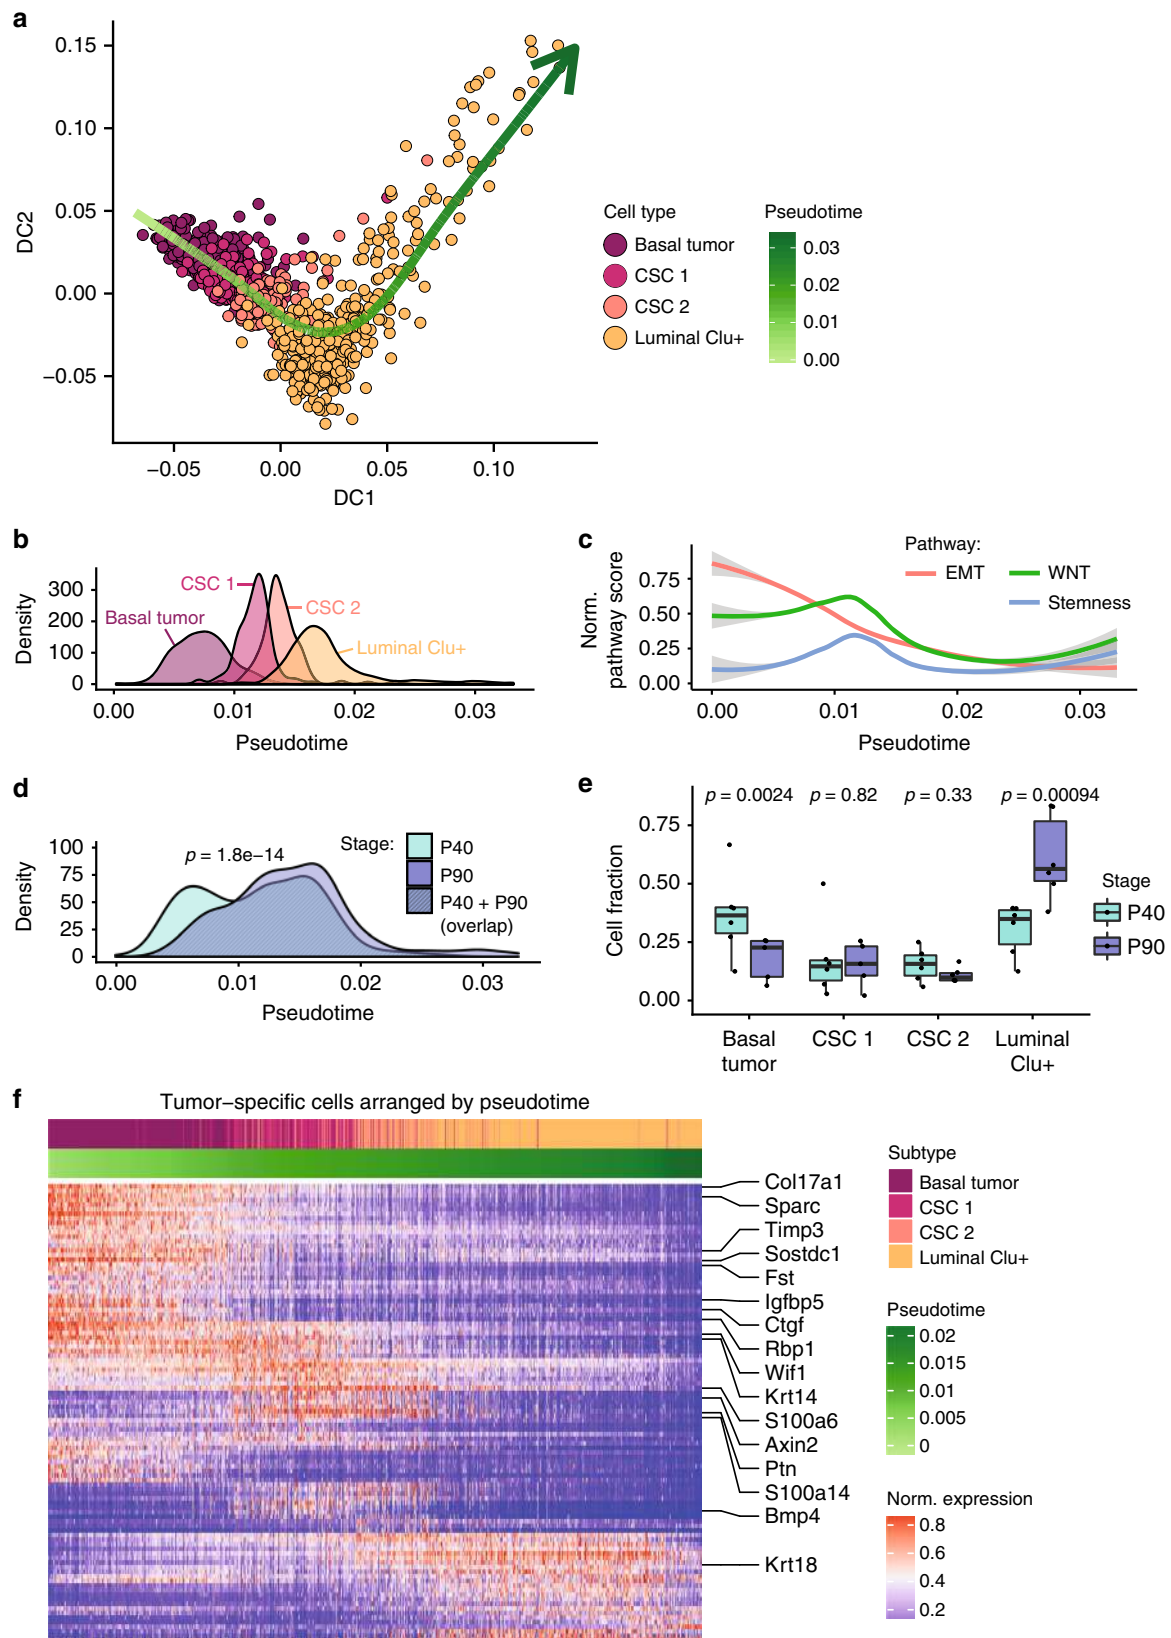 a
0.15
0.10
0.05
0.00
−0.05
DC2
−0.05 0.00 0.05 0.10
DC1
Cell type
Basal tumor
CSC 1
CSC 2
Luminal Clu+
Pseudotime
0.03
0.02
0.01
0.00
b
300
200
100
0
Density
CSC 1
Basal tumor
CSC 2
Luminal Clu+
0.00 0.01 0.02 0.03
Pseudotime
c
Norm.
pathway score
0.75
0.50
0.25
0.00
Pathway:
EMT
WNT
Stemness
0.00 0.01 0.02 0.03
Pseudotime
d
100
75
50
25
0
Density
p = 1.8e−14
Stage:
P40
P90
P40 + P90
(overlap)
0.00 0.01 0.02 0.03
Pseudotime
e
p = 0.0024 p = 0.82 p = 0.33 p = 0.00094
0.75
0.50
0.25
0.00
Cell fraction
Basal
tumor
CSC 1
CSC 2
Luminal
Clu+
Stage
P40
P90
f
Tumor−specific cells arranged by pseudotime
Col17a1
Sparc
Timp3
Sostdc1
Fst
Igfbp5
Ctgf
Rbp1
Wif1
Krt14
S100a6
Axin2
Ptn
S100a14
Bmp4
Krt18
Subtype
Basal tumor
CSC 1
CSC 2
Luminal Clu+
Pseudotime
0.02
0.015
0.01
0.005
0
Norm. expression
0.8
0.6
0.4
0.2